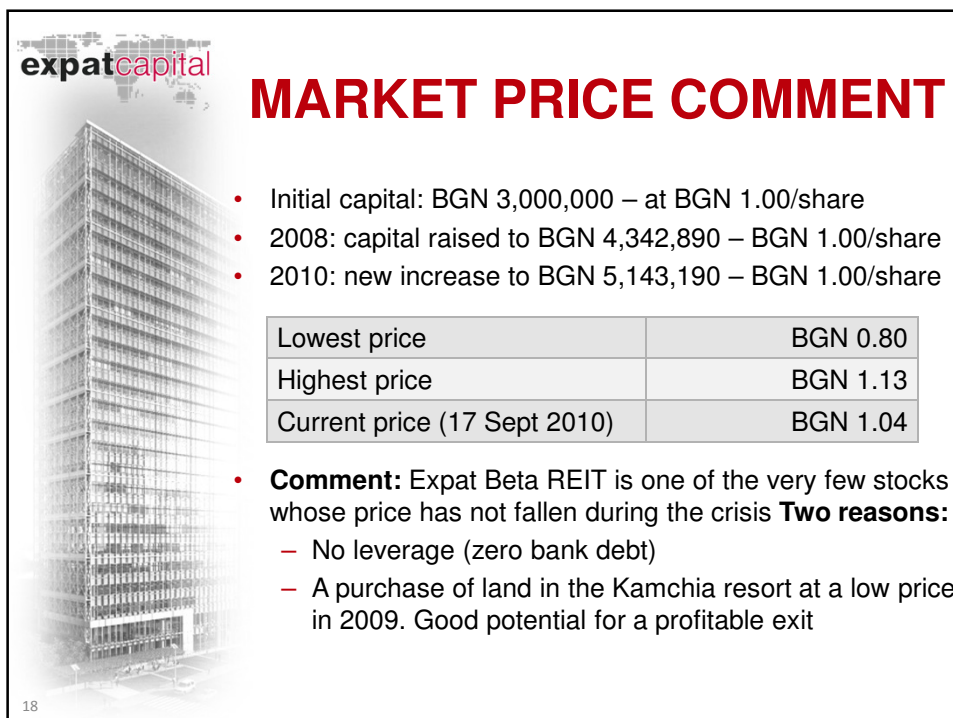 expatcapital
MARKET PRICE COMMENT
• Initial capital: BGN 3,000,000 – at BGN 1.00/share
• 2008: capital raised to BGN 4,342,890 – BGN 1.00/share
• 2010: new increase to BGN 5,143,190 – BGN 1.00/share
Lowest price BGN 0.80
Highest price BGN 1.13
Current price (17 Sept 2010) BGN 1.04
• Comment: Expat Beta REIT is one of the very few stocks
whose price has not fallen during the crisis Two reasons:
– No leverage (zero bank debt)
– A purchase of land in the Kamchia resort at a low price
in 2009. Good potential for a profitable exit
18